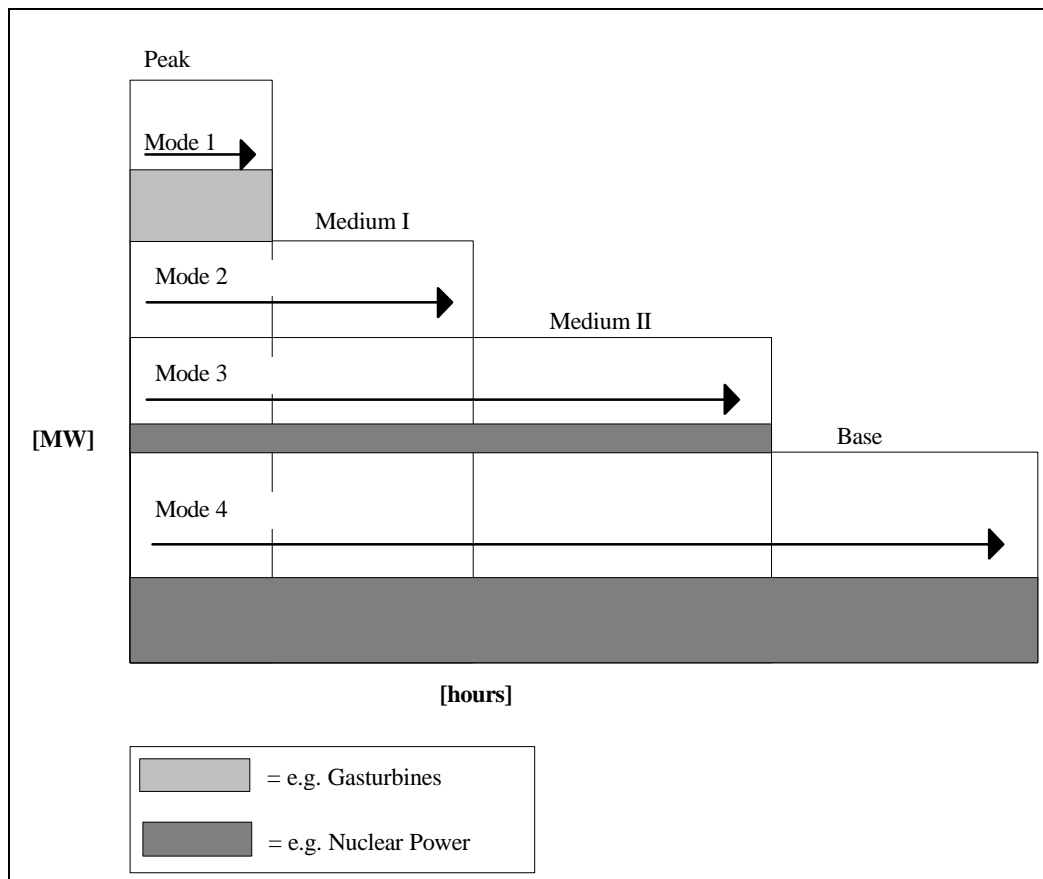 Peak
Mode 1
Medium I
Mode 2
Medium II
Mode 3
[MW]
Base
Mode 4
[hours]
= e.g. Gasturbines
= e.g. Nuclear Power